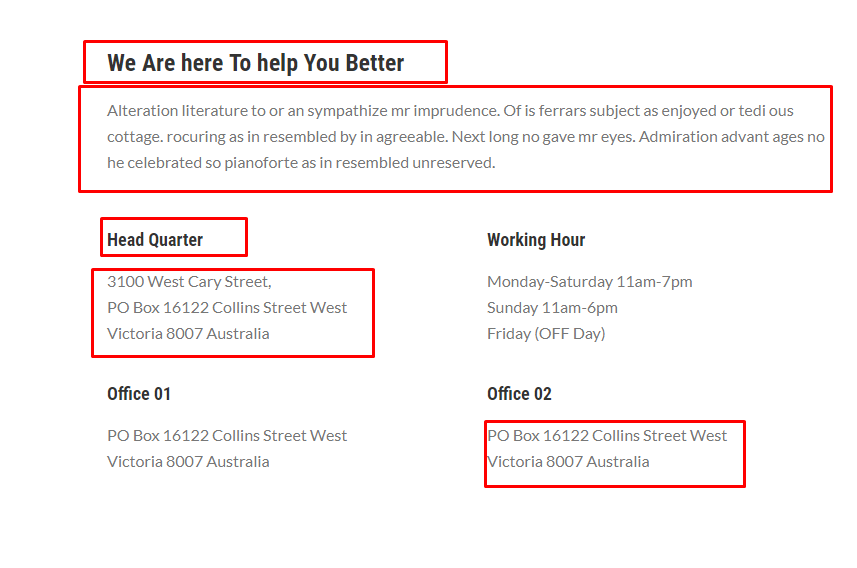 We Are here To help You Better
Alteration literature to or an sympathize mr imprudence. Of is ferrars subject as enjoyed or tedi ous
cottage. rocuring as in resembled by in agreeable. Next long no gave mr eyes. Admiration advant ages no
he celebrated so pianoforte as in resembled unreserved.
Head Quarter
3100 West Cary Street,
PO Box 16122 Collins Street West
Victoria 8007 Australia
Working Hour
Monday-Saturday 11am-7pm
Sunday 11am-6pm
Friday (OFF Day)
Office 01
PO Box 16122 Collins Street West
Victoria 8007 Australia
Office 02
PO Box 16122 Collins Street West
Victoria 8007 Australia